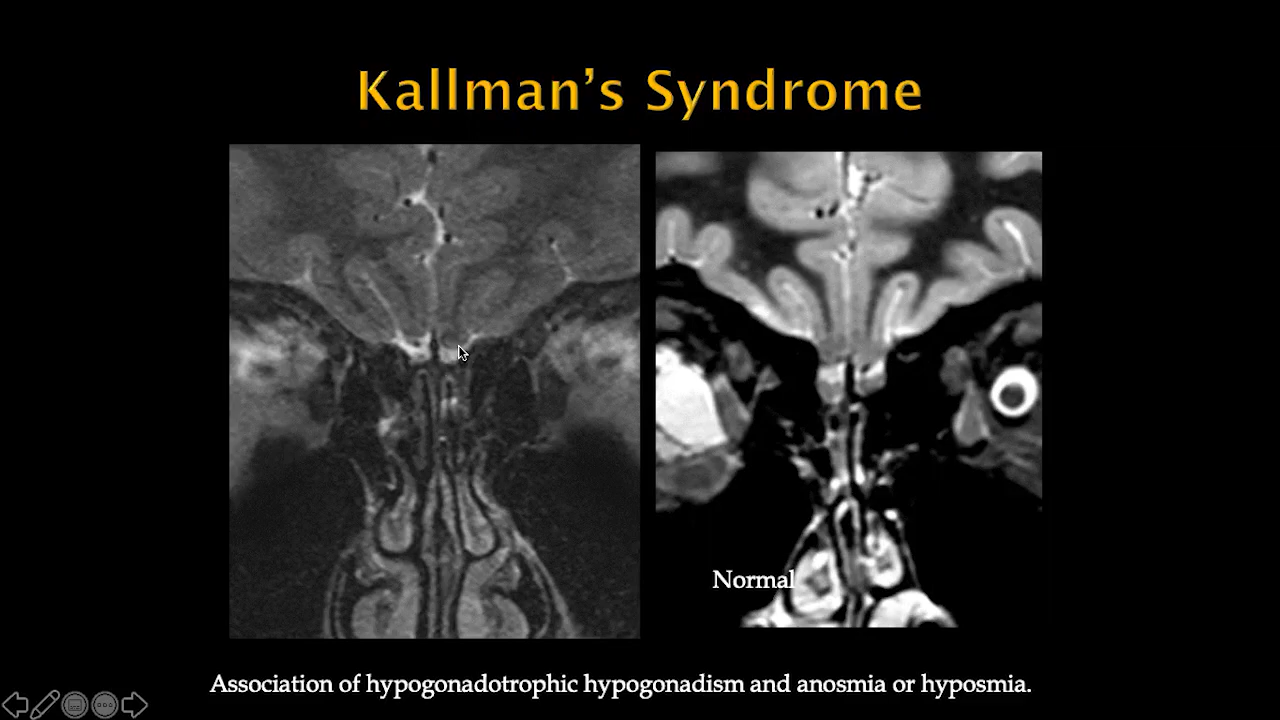 Kallman's Syndrome
Normal
Association of hypogonadotrophic hypogonadism and anosmia or hyposmia.